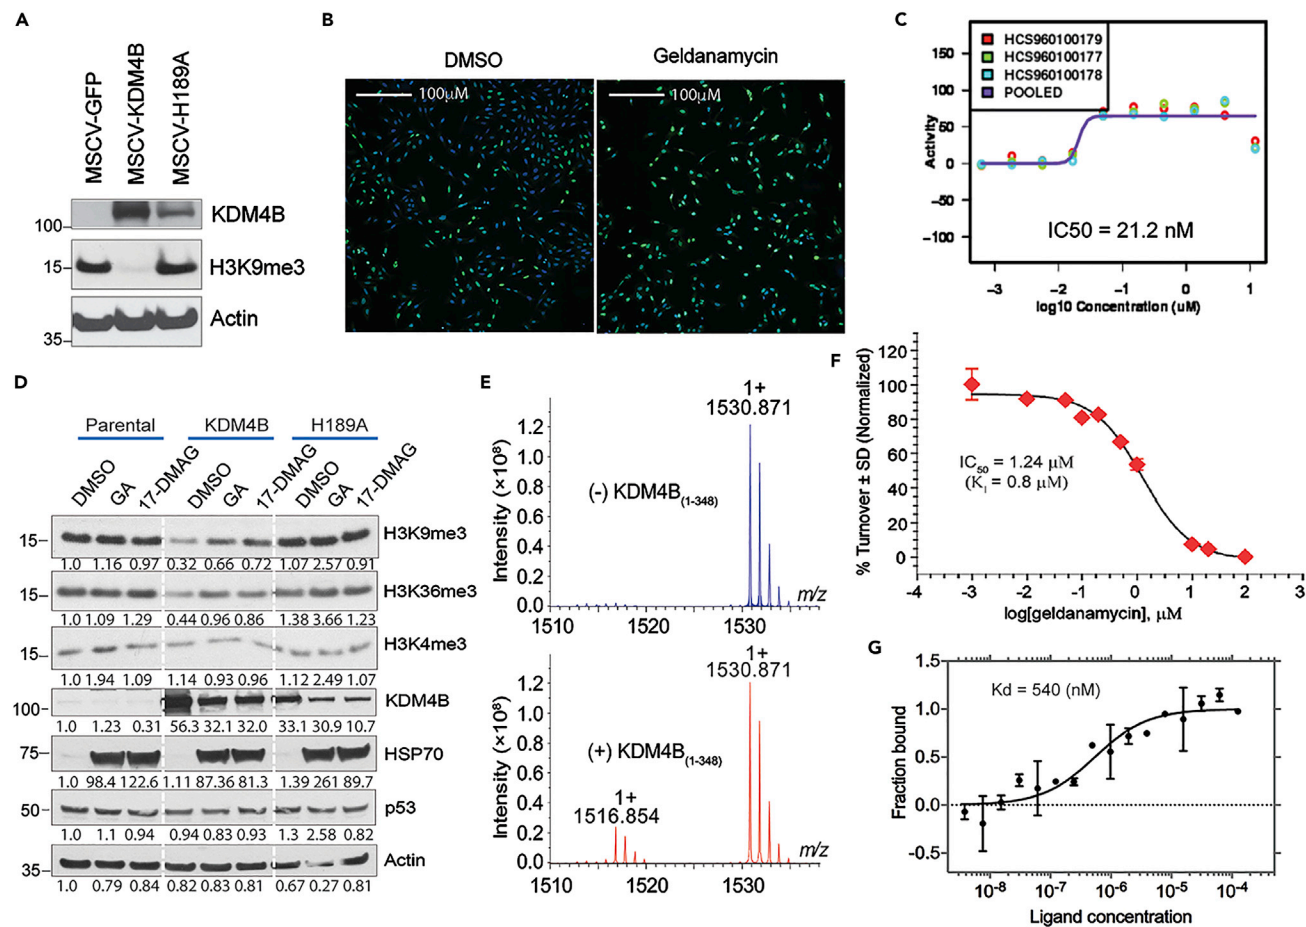 A
MSCV-GFP
MSCV-KDM4B
MSCV-H189A
KDM4B
100
H3K9me3
15
Actin
35
B
DMSO
Geldanamycin
100μM
100μM
C
HCS960100179
HCS960100177
HCS960100178
POOLED
150
100
50
0
−50
−100
Activity
IC50 = 21.2 nM
−3 −2 −1 0 1
log10 Concentration (uM)
D
Parental KDM4B H189A
DMSO GA 17-DMAG DMSO GA 17-DMAG DMSO GA 17-DMAG
15 H3K9me3
1.0 1.16 0.97 0.32 0.66 0.72 1.07 2.57 0.91
15 H3K36me3
1.0 1.09 1.29 0.44 0.96 0.86 1.38 3.66 1.23
15 H3K4me3
1.0 1.94 1.09 1.14 0.93 0.96 1.12 2.49 1.07
100 KDM4B
1.0 1.23 0.31 56.3 32.1 32.0 33.1 30.9 10.7
75 HSP70
1.0 98.4 122.6 1.11 87.36 81.3 1.39 261 89.7
50 p53
1.0 1.1 0.94 0.94 0.83 0.93 1.3 2.58 0.82
35 Actin
1.0 0.79 0.84 0.82 0.83 0.81 0.67 0.27 0.81
E
1+
1530.871
(-) KDM4B(1-348)
Intensity (×10⁸)
1.2
1.0
0.8
0.6
0.4
0.2
0.0
m/z
1510 1520 1530
1+
1530.871
(+) KDM4B(1-348)
1+
1516.854
Intensity (×10⁸)
1.2
1.0
0.8
0.6
0.4
0.2
0.0
m/z
1510 1520 1530
F
% Turnover ± SD (Normalized)
120
100
80
60
40
20
0
IC50 = 1.24 μM
(KI = 0.8 μM)
−4 −3 −2 −1 0 1 2 3
log[geldanamycin], μM
G
Fraction bound
1.5
1.0
0.5
0.0
-0.5
Kd = 540 (nM)
10-8 10-7 10-6 10-5 10-4
Ligand concentration